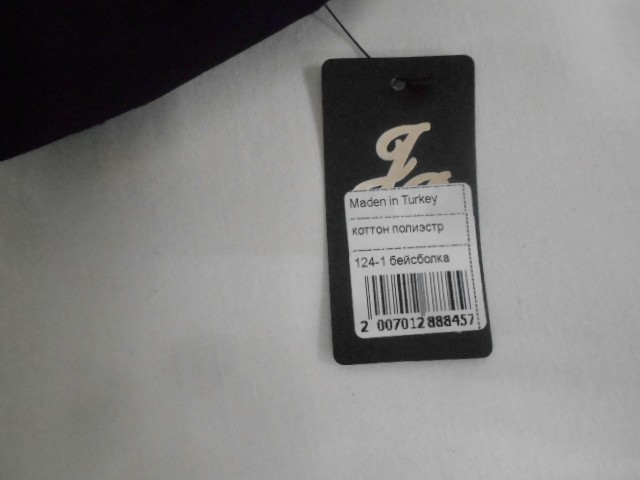 Maden in Turkey
коттон полиэстр
124-1 бейсболка
2 007012 888457